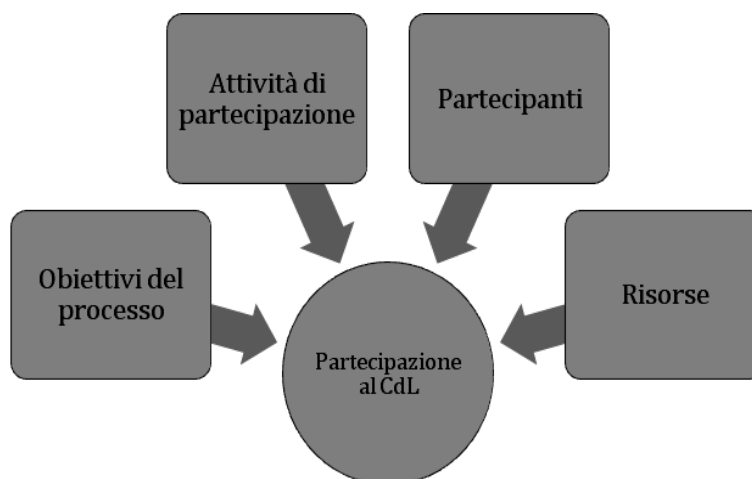 Attività di
partecipazione
Partecipanti
Obiettivi del
processo
Risorse
Partecipazione
al CdL